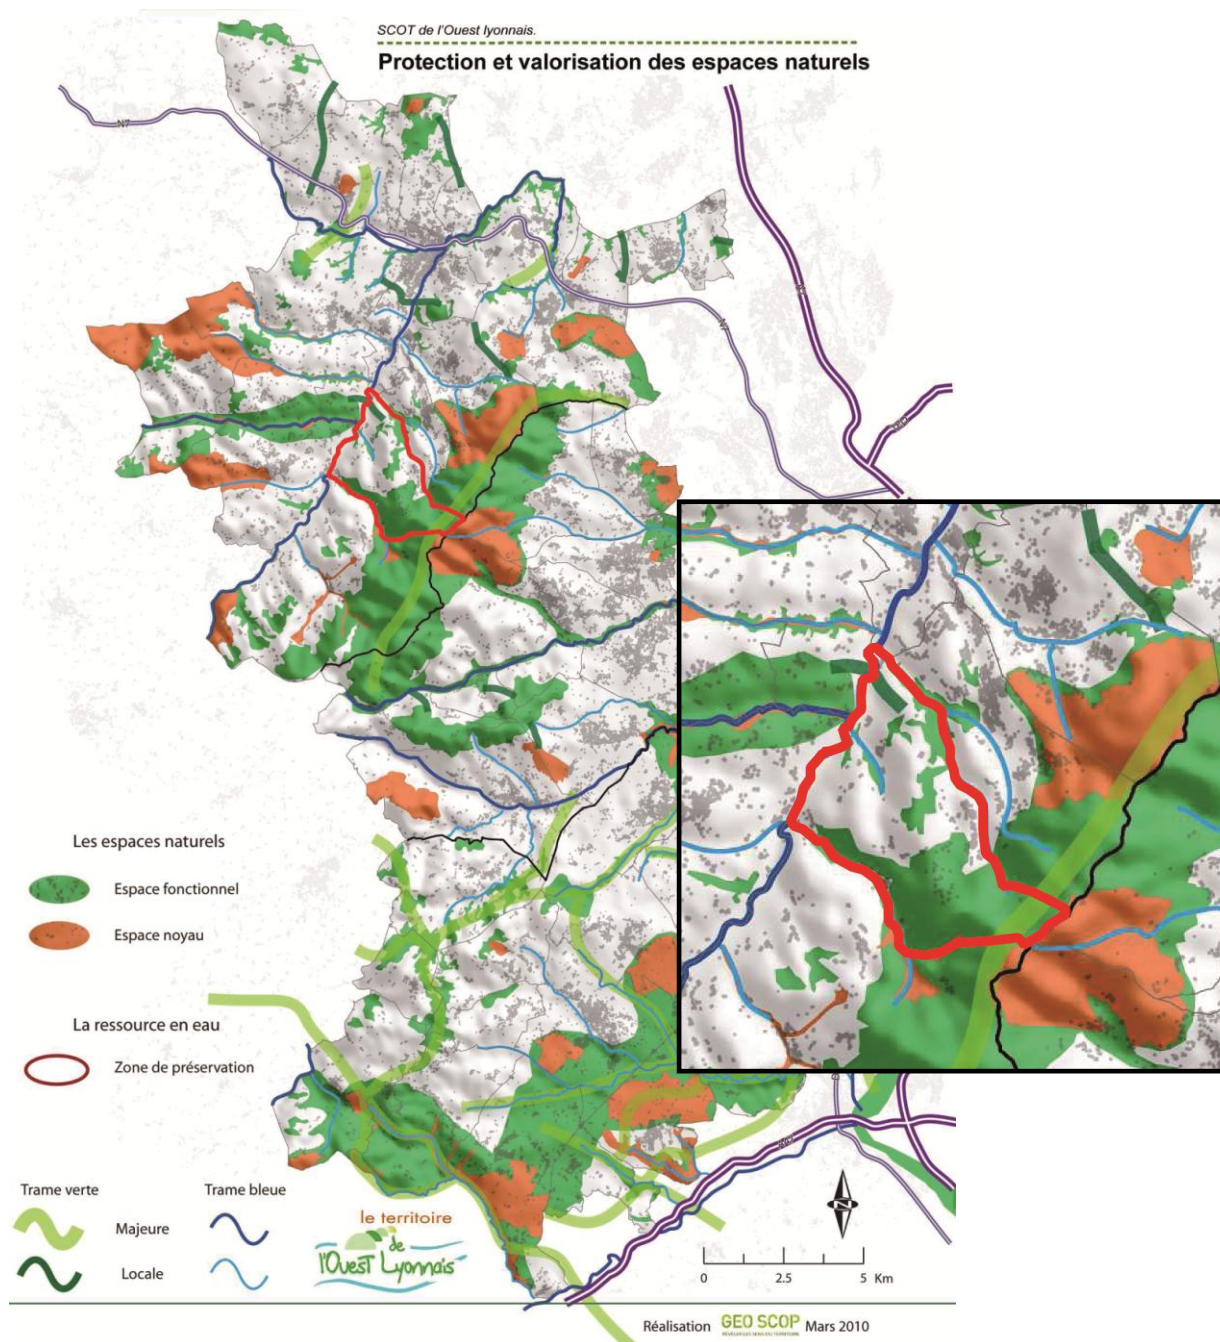 SCOT de l'Ouest lyonnais.
Protection et valorisation des espaces naturels
N7
N7
Les espaces naturels
Espace fonctionnel
Espace noyau
La ressource en eau
Zone de préservation
Trame verte
Trame bleue
Majeure
Locale
le territoire
de
l'Ouest Lyonnais
N
0 2.5 5 Km
Réalisation GEO SCOP Mars 2010